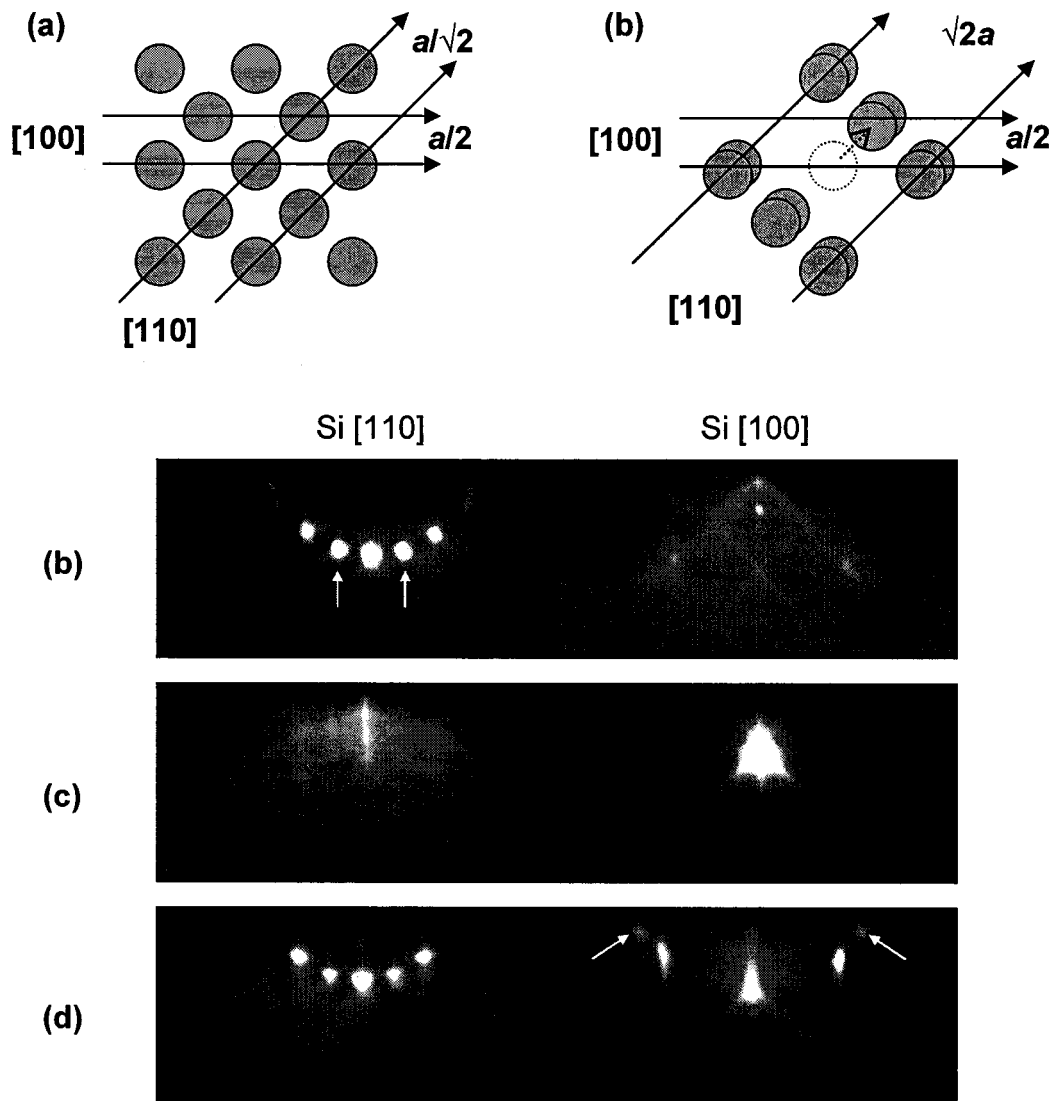 (a)
a/√2
[100]
a/2
[110]
(b)
√2a
[100]
a/2
[110]
Si [110]
Si [100]
(b)
(c)
(d)